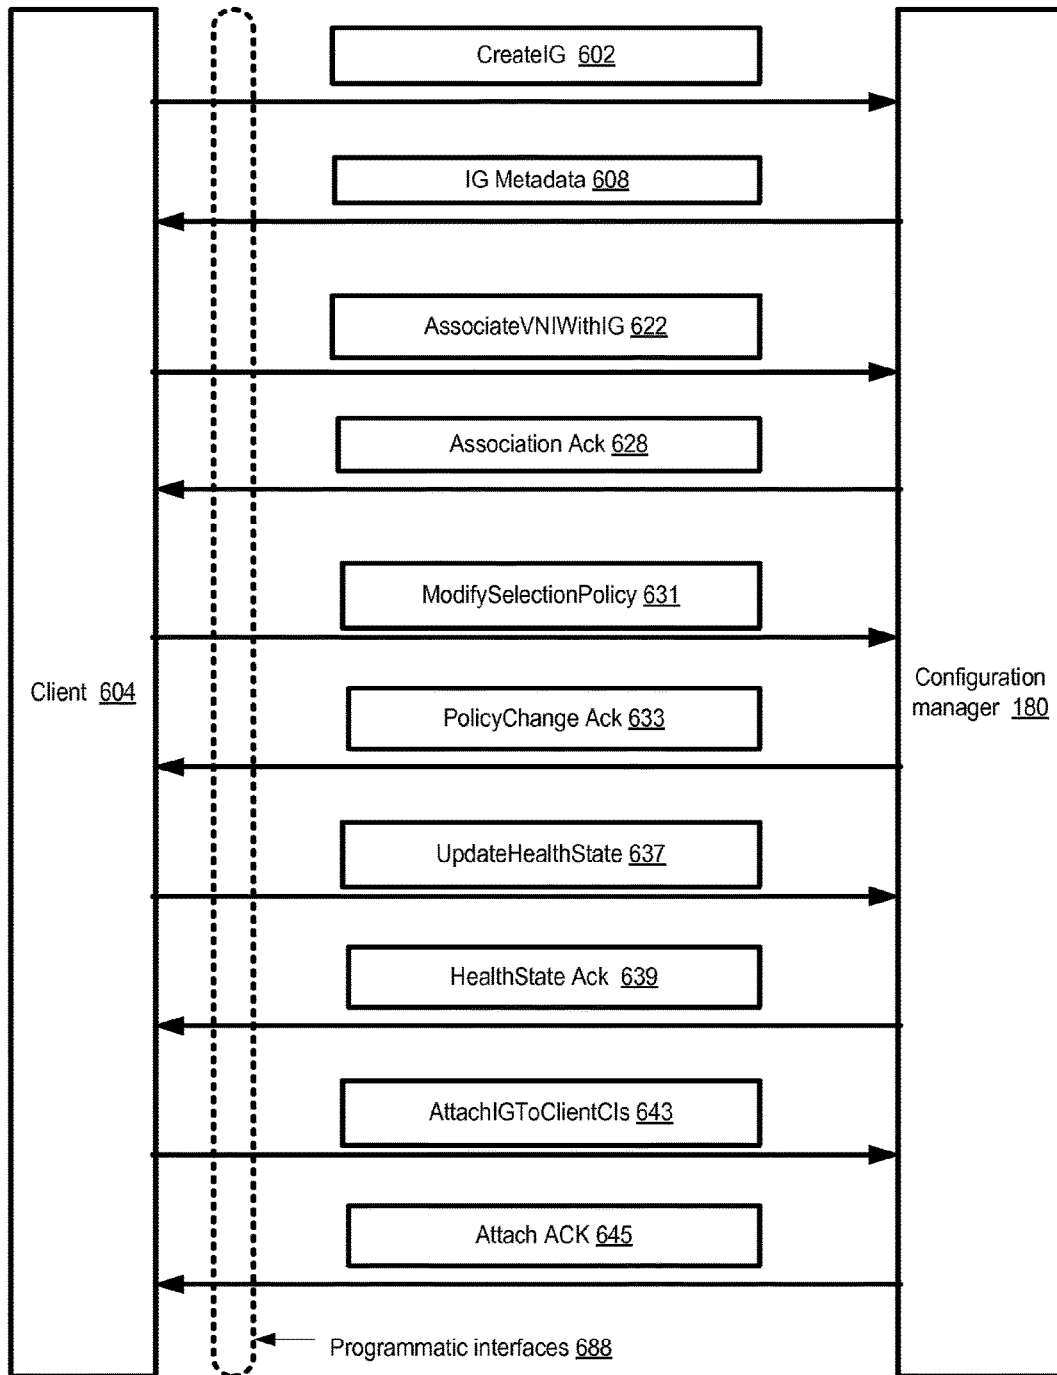 CreateIG 602
IG Metadata 608
AssociateVNIWithIG 622
Association Ack 628
ModifySelectionPolicy 631
Client 604
PolicyChange Ack 633
Configuration
manager 180
UpdateHealthState 637
HealthState Ack 639
AttachIGToClientCIs 643
Attach ACK 645
Programmatic interfaces 688